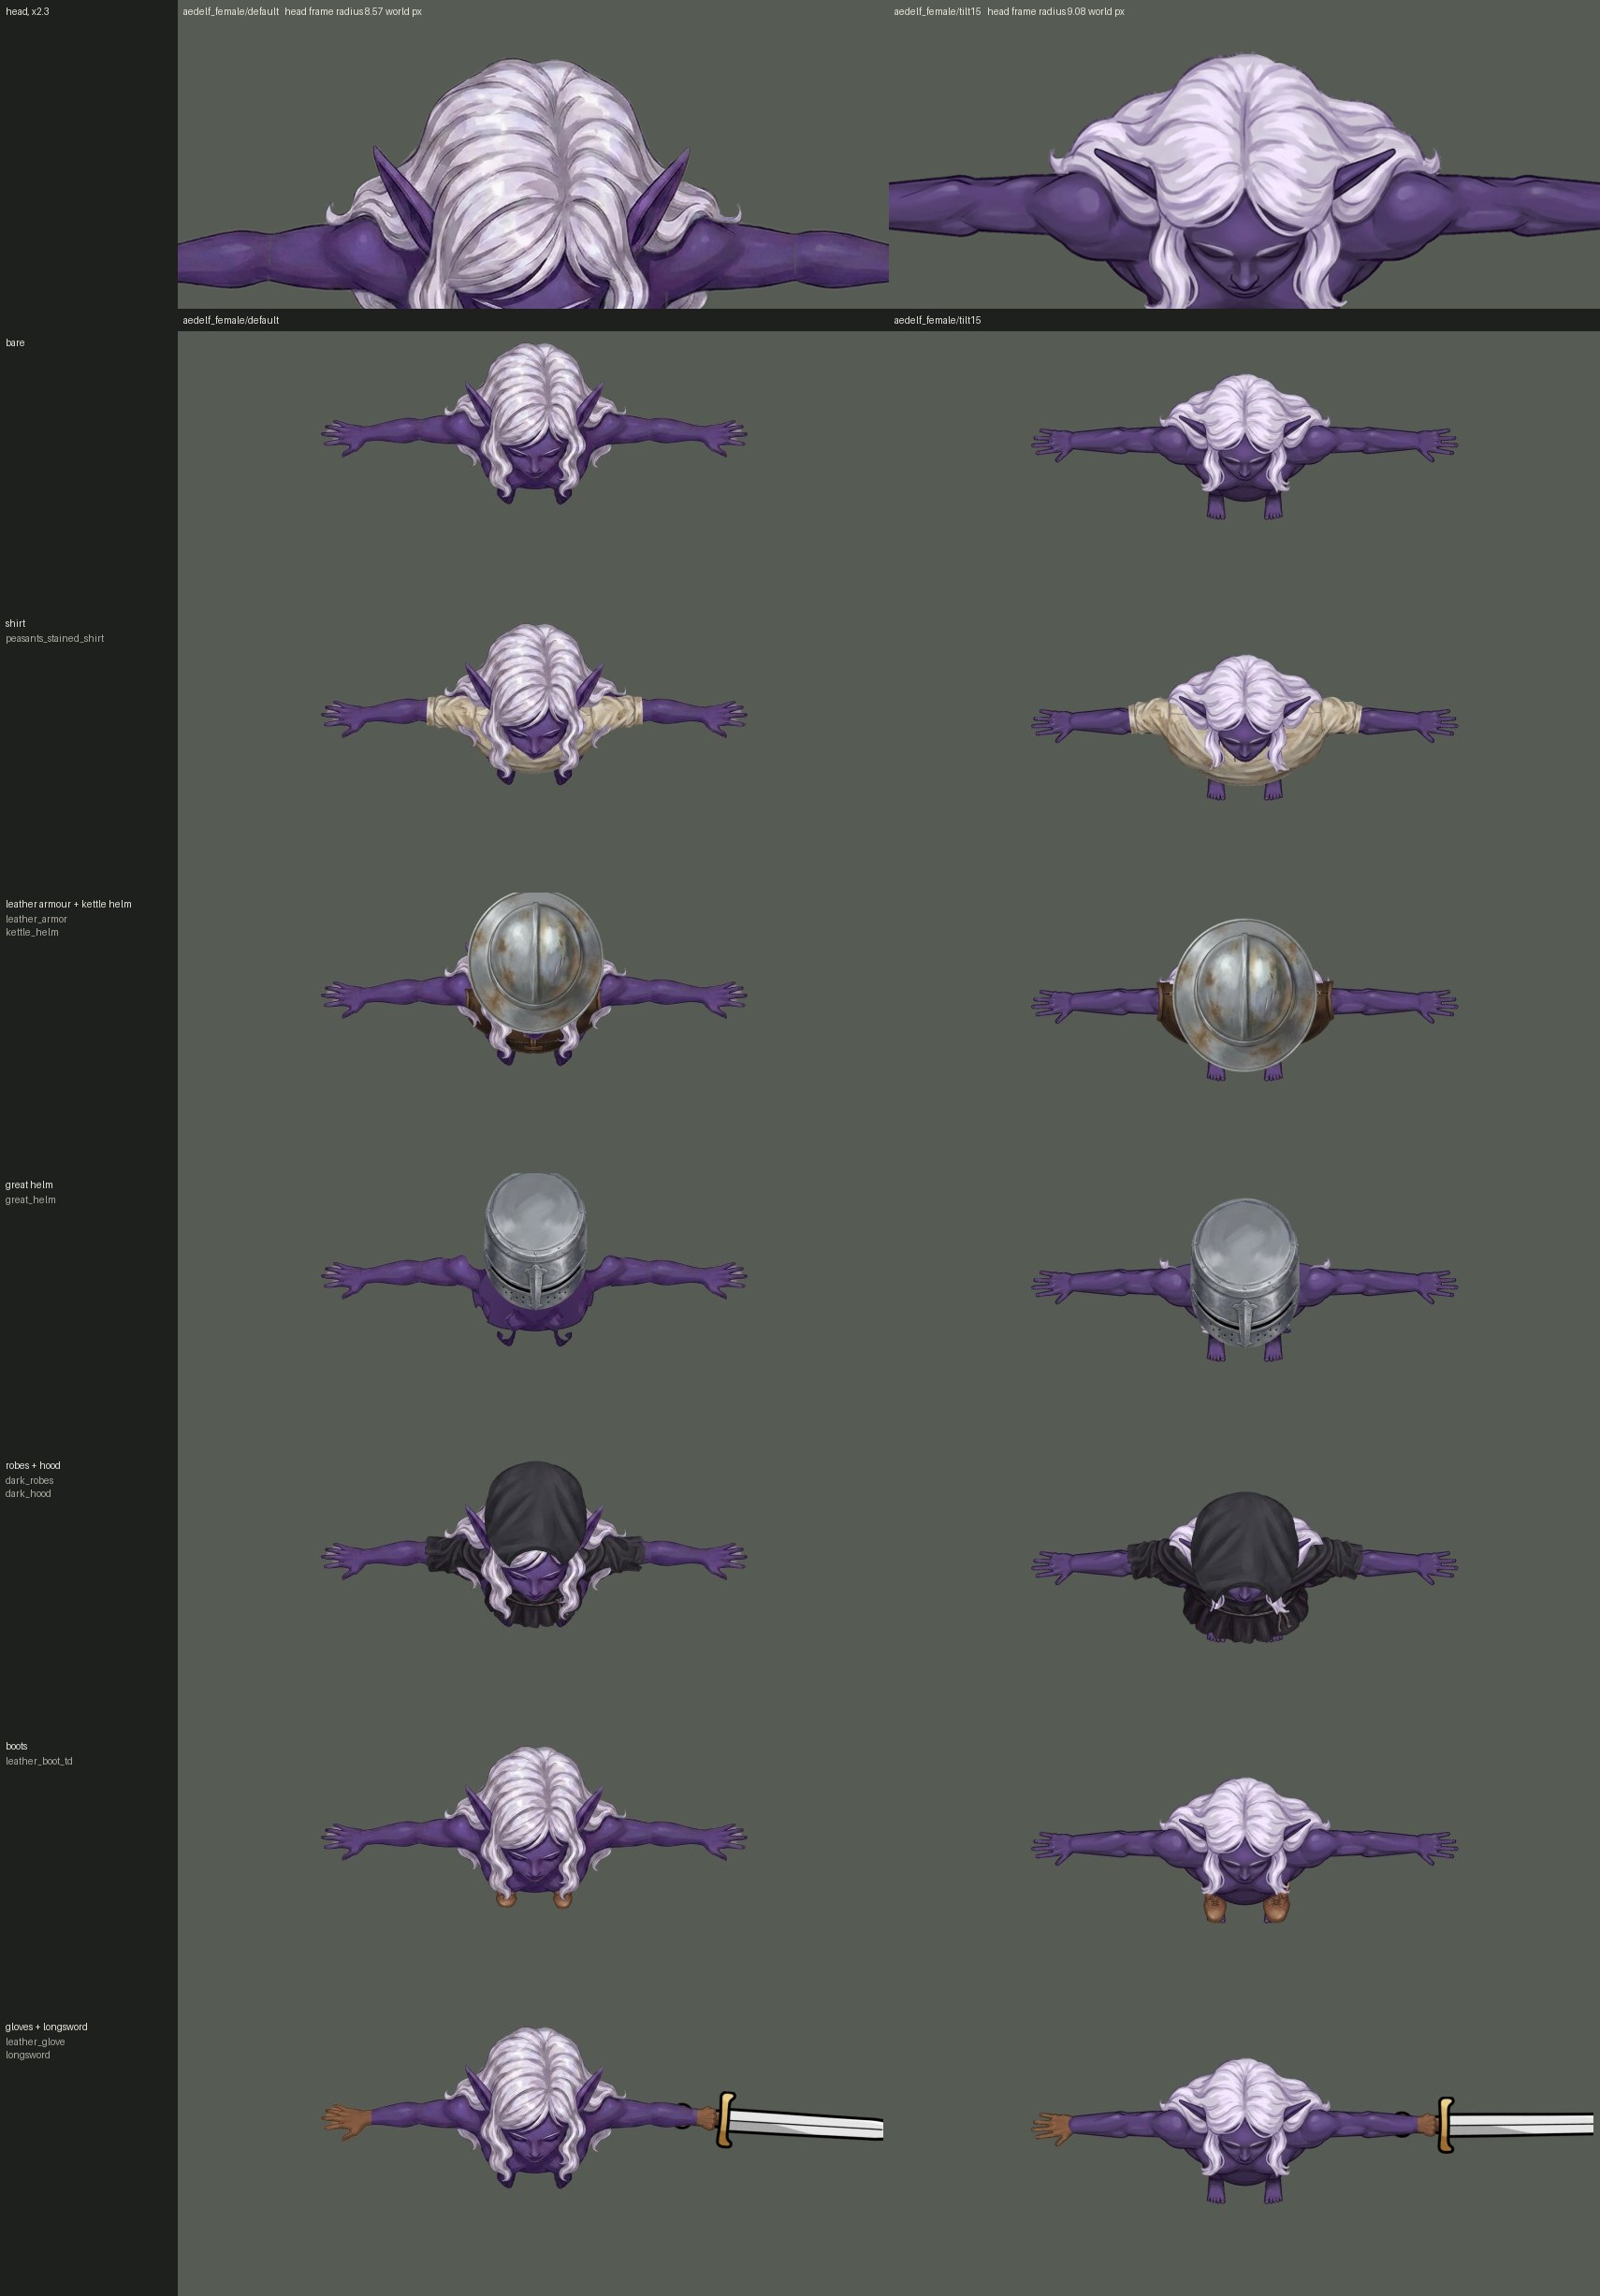 head, x2.3
aedelf_female/default head frame radius 8.57 world px
aedelf_female/tilt15 head frame radius 9.08 world px
aedelf_female/default
aedelf_female/tilt15
bare
shirt
peasants_stained_shirt
leather armour + kettle helm
leather_armor
kettle_helm
great helm
great_helm
robes + hood
dark_robes
dark_hood
boots
leather_boot_td
gloves + longsword
leather_glove
longsword